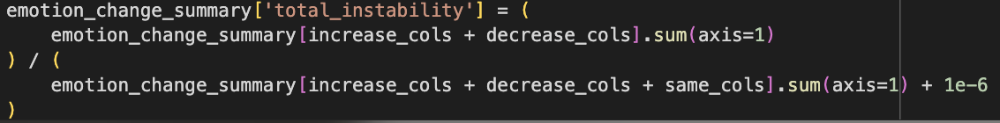 emotion_change_summary['total_instability'] = (
    emotion_change_summary[increase_cols + decrease_cols].sum(axis=1)
) / (
    emotion_change_summary[increase_cols + decrease_cols + same_cols].sum(axis=1) + 1e-6
)